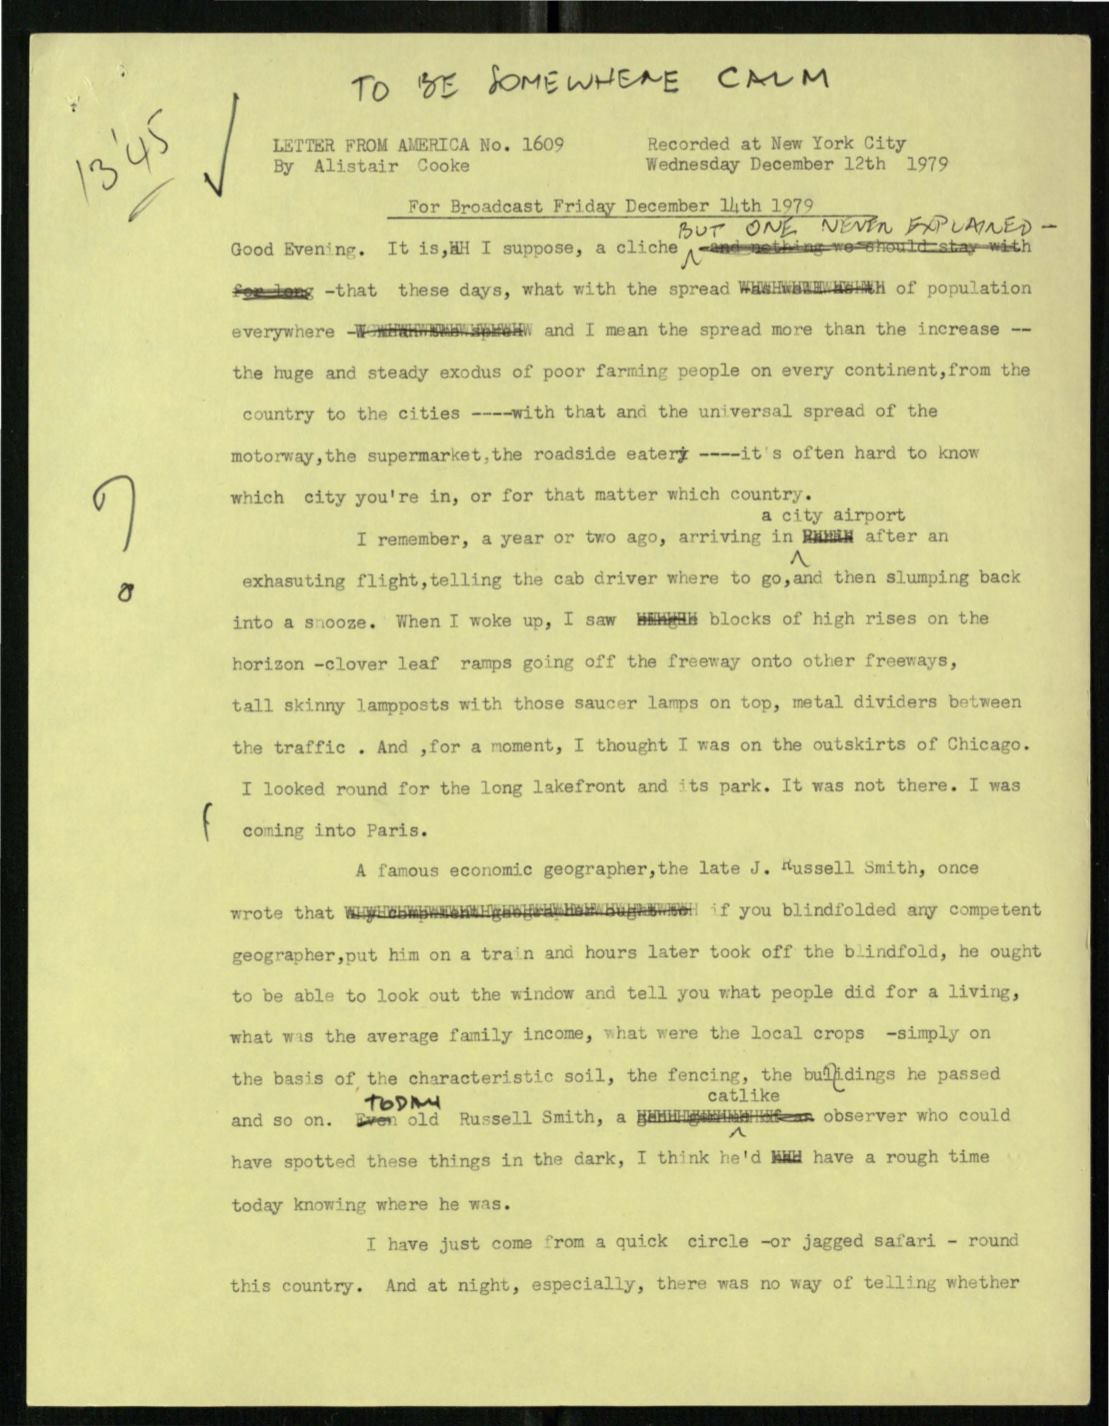 TO BE SOMEWHERE CALM
13'45
LETTER FROM AMERICA No. 1609 Recorded at New York City
By Alistair Cooke Wednesday December 12th 1979
For Broadcast Friday December 14th 1979
BUT ONE NEVER EXPLAINED -
Good Evening. It is, I suppose, a cliche and nothing we should stay with
for long -that these days, what with the spread of population
everywhere - and I mean the spread more than the increase --
the huge and steady exodus of poor farming people on every continent,from the
country to the cities ----with that and the universal spread of the
motorway,the supermarket,the roadside eatery ----it's often hard to know
which city you're in, or for that matter which country.
a city airport
I remember, a year or two ago, arriving in after an
exhasuting flight,telling the cab driver where to go,and then slumping back
into a snooze. When I woke up, I saw blocks of high rises on the
horizon -clover leaf ramps going off the freeway onto other freeways,
tall skinny lampposts with those saucer lamps on top, metal dividers between
the traffic . And ,for a moment, I thought I was on the outskirts of Chicago.
I looked round for the long lakefront and its park. It was not there. I was
coming into Paris.
A famous economic geographer,the late J. Russell Smith, once
wrote that if you blindfolded any competent
geographer,put him on a train and hours later took off the blindfold, he ought
to be able to look out the window and tell you what people did for a living,
what was the average family income, what were the local crops -simply on
the basis of the characteristic soil, the fencing, the buildings he passed
TODAY catlike
and so on. Even old Russell Smith, a observer who could
have spotted these things in the dark, I think he'd have a rough time
today knowing where he was.
I have just come from a quick circle -or jagged safari - round
this country. And at night, especially, there was no way of telling whether